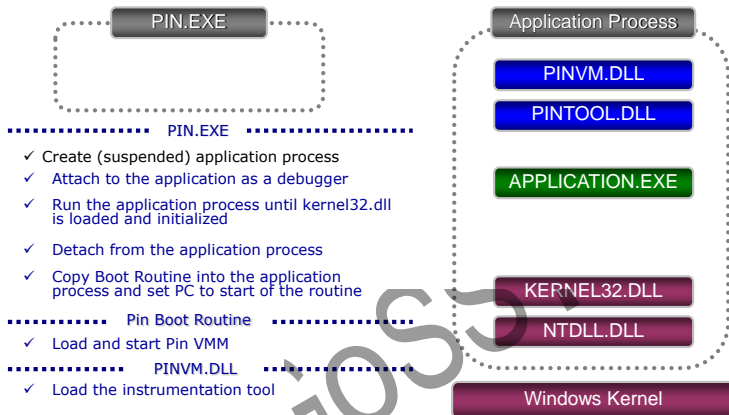 PIN.EXE
PIN.EXE
✓ Create (suspended) application process
✓ Attach to the application as a debugger
✓ Run the application process until kernel32.dll
is loaded and initialized
✓ Detach from the application process
✓ Copy Boot Routine into the application
process and set PC to start of the routine
Pin Boot Routine
✓ Load and start Pin VMM
PINVM.DLL
✓ Load the instrumentation tool
Application Process
PINVM.DLL
PINTOOL.DLL
APPLICATION.EXE
KERNEL32.DLL
NTDLL.DLL
Windows Kernel